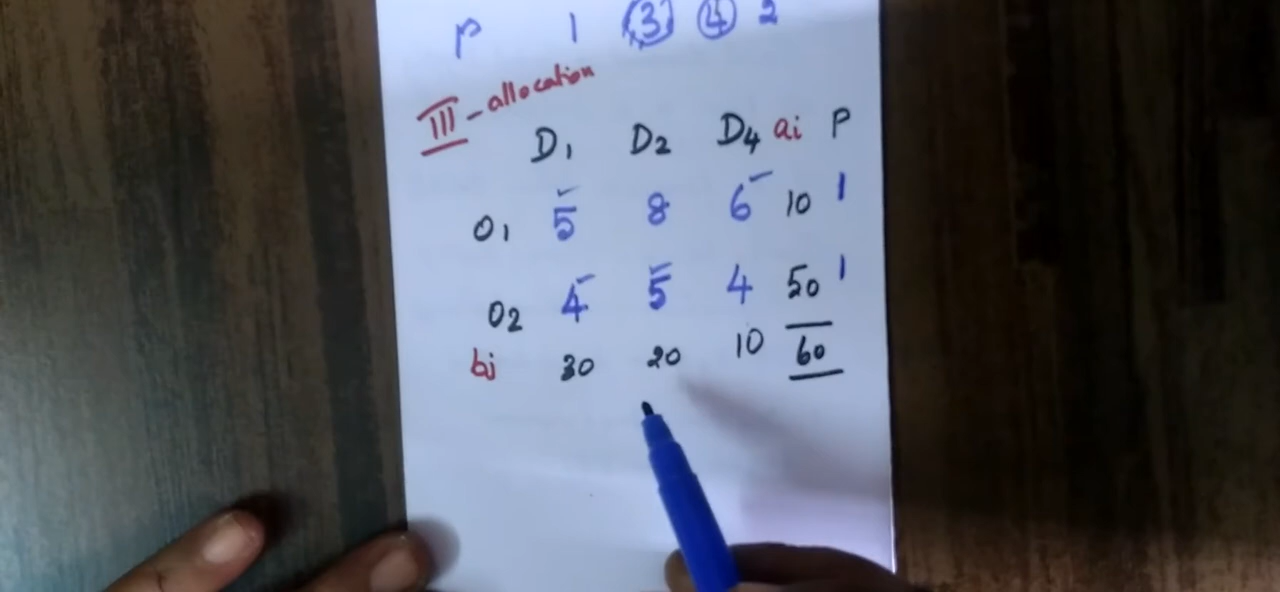 P 1 3 4 2
III - allocation
D1 D2 D4 ai P
O1 5 8 6 10 1
O2 4 5 4 50 1
bj 30 20 10 60